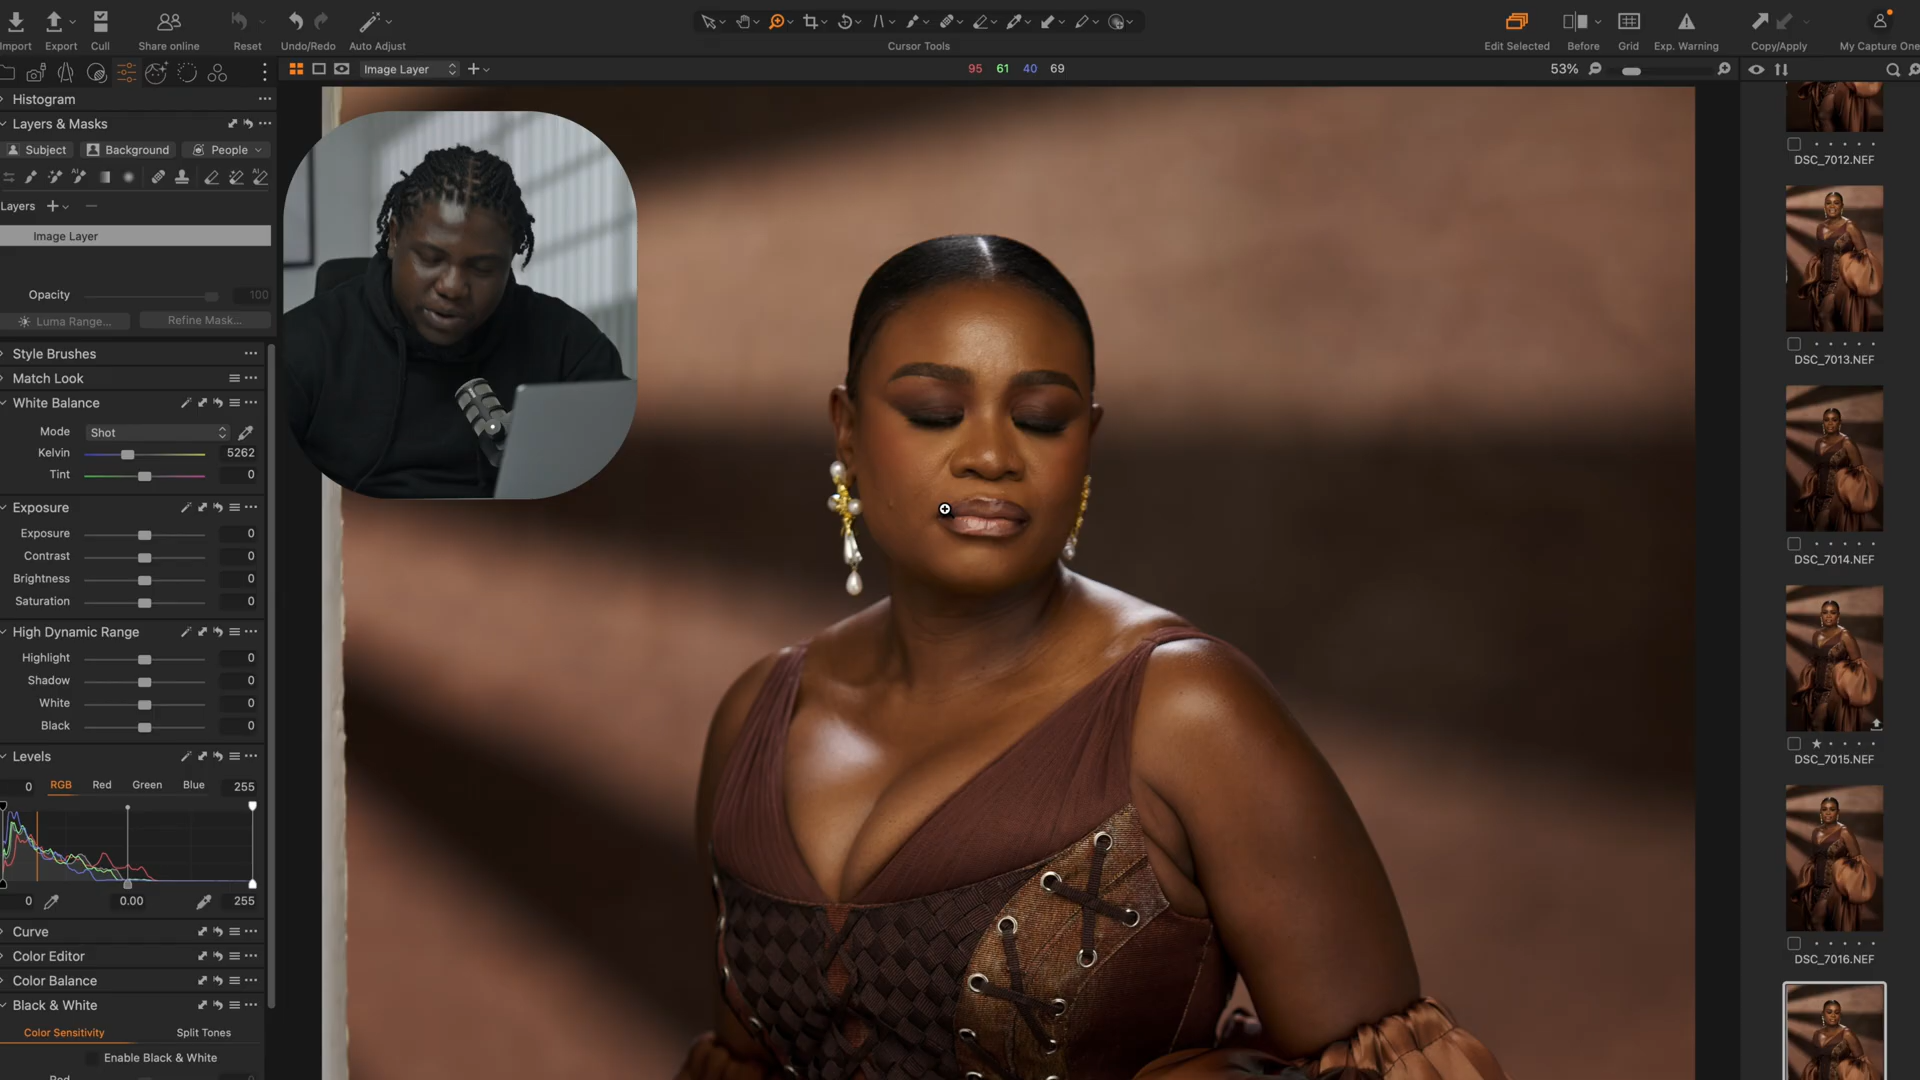 Import
Export
Cull
Share online
Reset
Undo/Redo
Auto Adjust
Cursor Tools
Edit Selected
Before
Grid
Exp. Warning
Copy/Apply
My Capture One
Image Layer
95 61 40 69
53%
Histogram
Layers & Masks
Subject
Background
People
Layers
Image Layer
Opacity
100
Luma Range...
Refine Mask...
Style Brushes
Match Look
White Balance
Mode
Shot
Kelvin
5262
Tint
0
Exposure
Exposure
0
Contrast
0
Brightness
0
Saturation
0
High Dynamic Range
Highlight
0
Shadow
0
White
0
Black
0
Levels
0
RGB
Red
Green
Blue
255
0
0.00
255
Curve
Color Editor
Color Balance
Black & White
Color Sensitivity
Split Tones
Enable Black & White
Red
DSC_7012.NEF
DSC_7013.NEF
DSC_7014.NEF
DSC_7015.NEF
DSC_7016.NEF